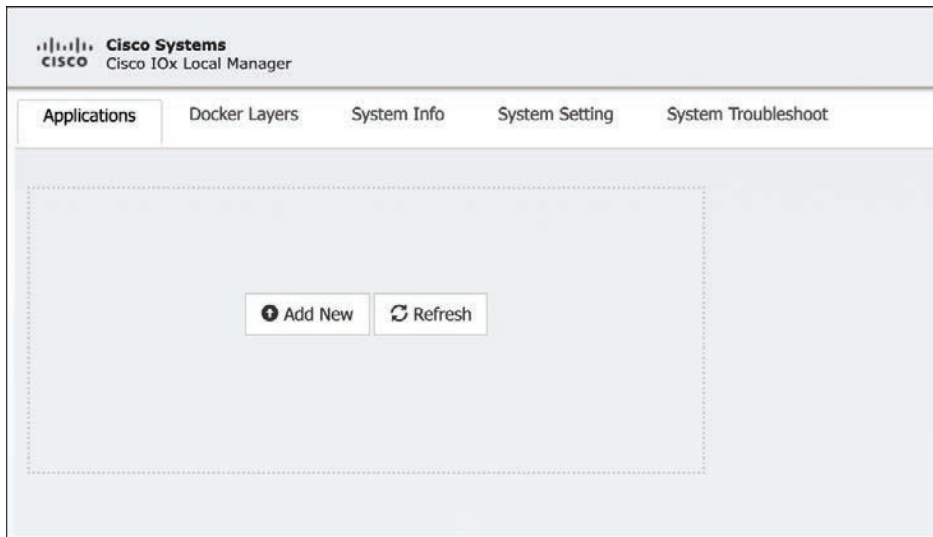 Cisco Systems
CISCO Cisco IOx Local Manager
Applications Docker Layers System Info System Setting System Troubleshoot
Add New Refresh